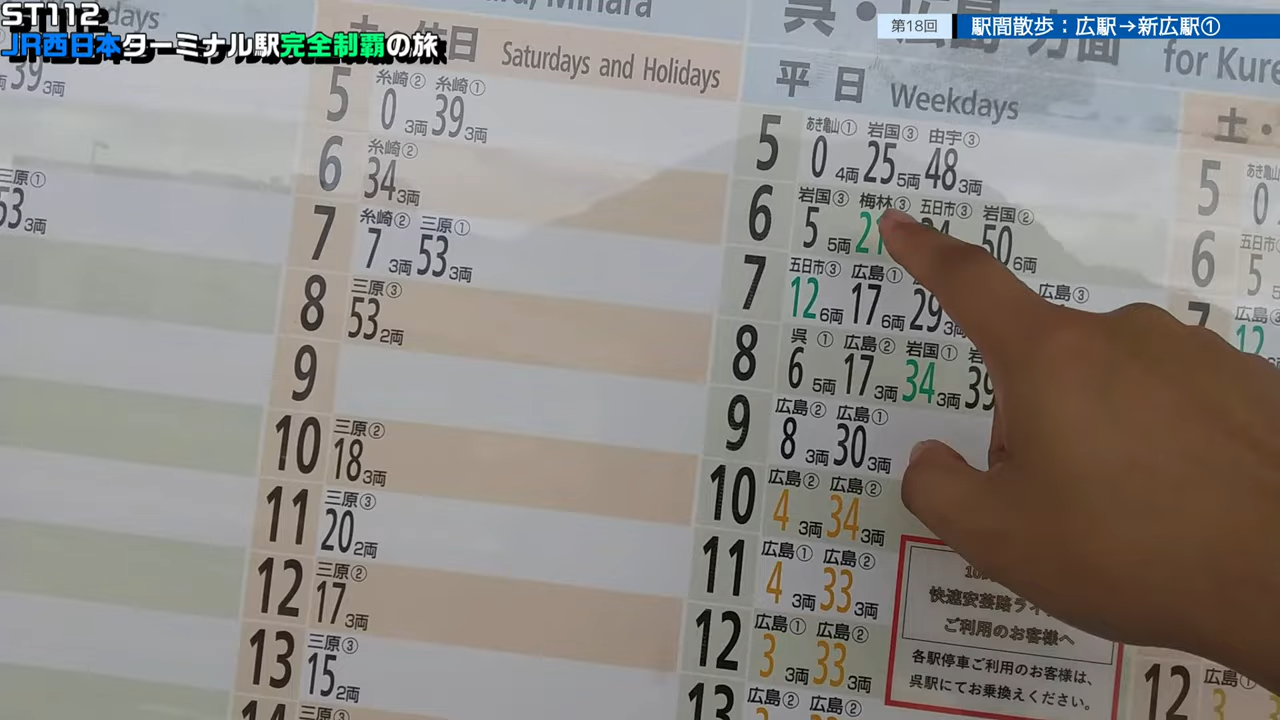 ST112
JR西日本ターミナル駅完全制覇の旅
第18回 駅間散歩：広駅→新広駅①
呉・広島方面 for Kure
Mihara
Saturdays and Holidays
平日 Weekdays
土・
39 3両
三原①
53 3両
糸崎② 糸崎①
5 0 3両 39 3両
糸崎②
6 34 3両
糸崎② 三原①
7 7 3両 53 3両
三原③
8 53 2両
9
三原②
10 18 3両
三原③
11 20 2両
三原②
12 17 3両
三原③
13 15 2両
三原③
14
あき亀山① 岩国③ 由宇③
5 0 4両 25 5両 48 3両
岩国③ 梅林③ 五日市③ 岩国②
6 5 5両 21 50 6両
五日市③ 広島① 広島③
7 12 6両 17 6両 29 3両
呉① 広島② 岩国①
8 6 5両 17 3両 34 3両 39
広島② 広島①
9 8 3両 30 3両
広島② 広島②
10 4 3両 34 3両
広島① 広島②
11 4 3両 33 3両
広島① 広島②
12 3 3両 33 3両
広島② 広島②
13
快速安芸路ライ
ご利用のお客様へ
各駅停車ご利用のお客様は、
呉駅にてお乗換えください。
あき亀山
5 0
五日市
6 5
広島
7 12
広島①
12